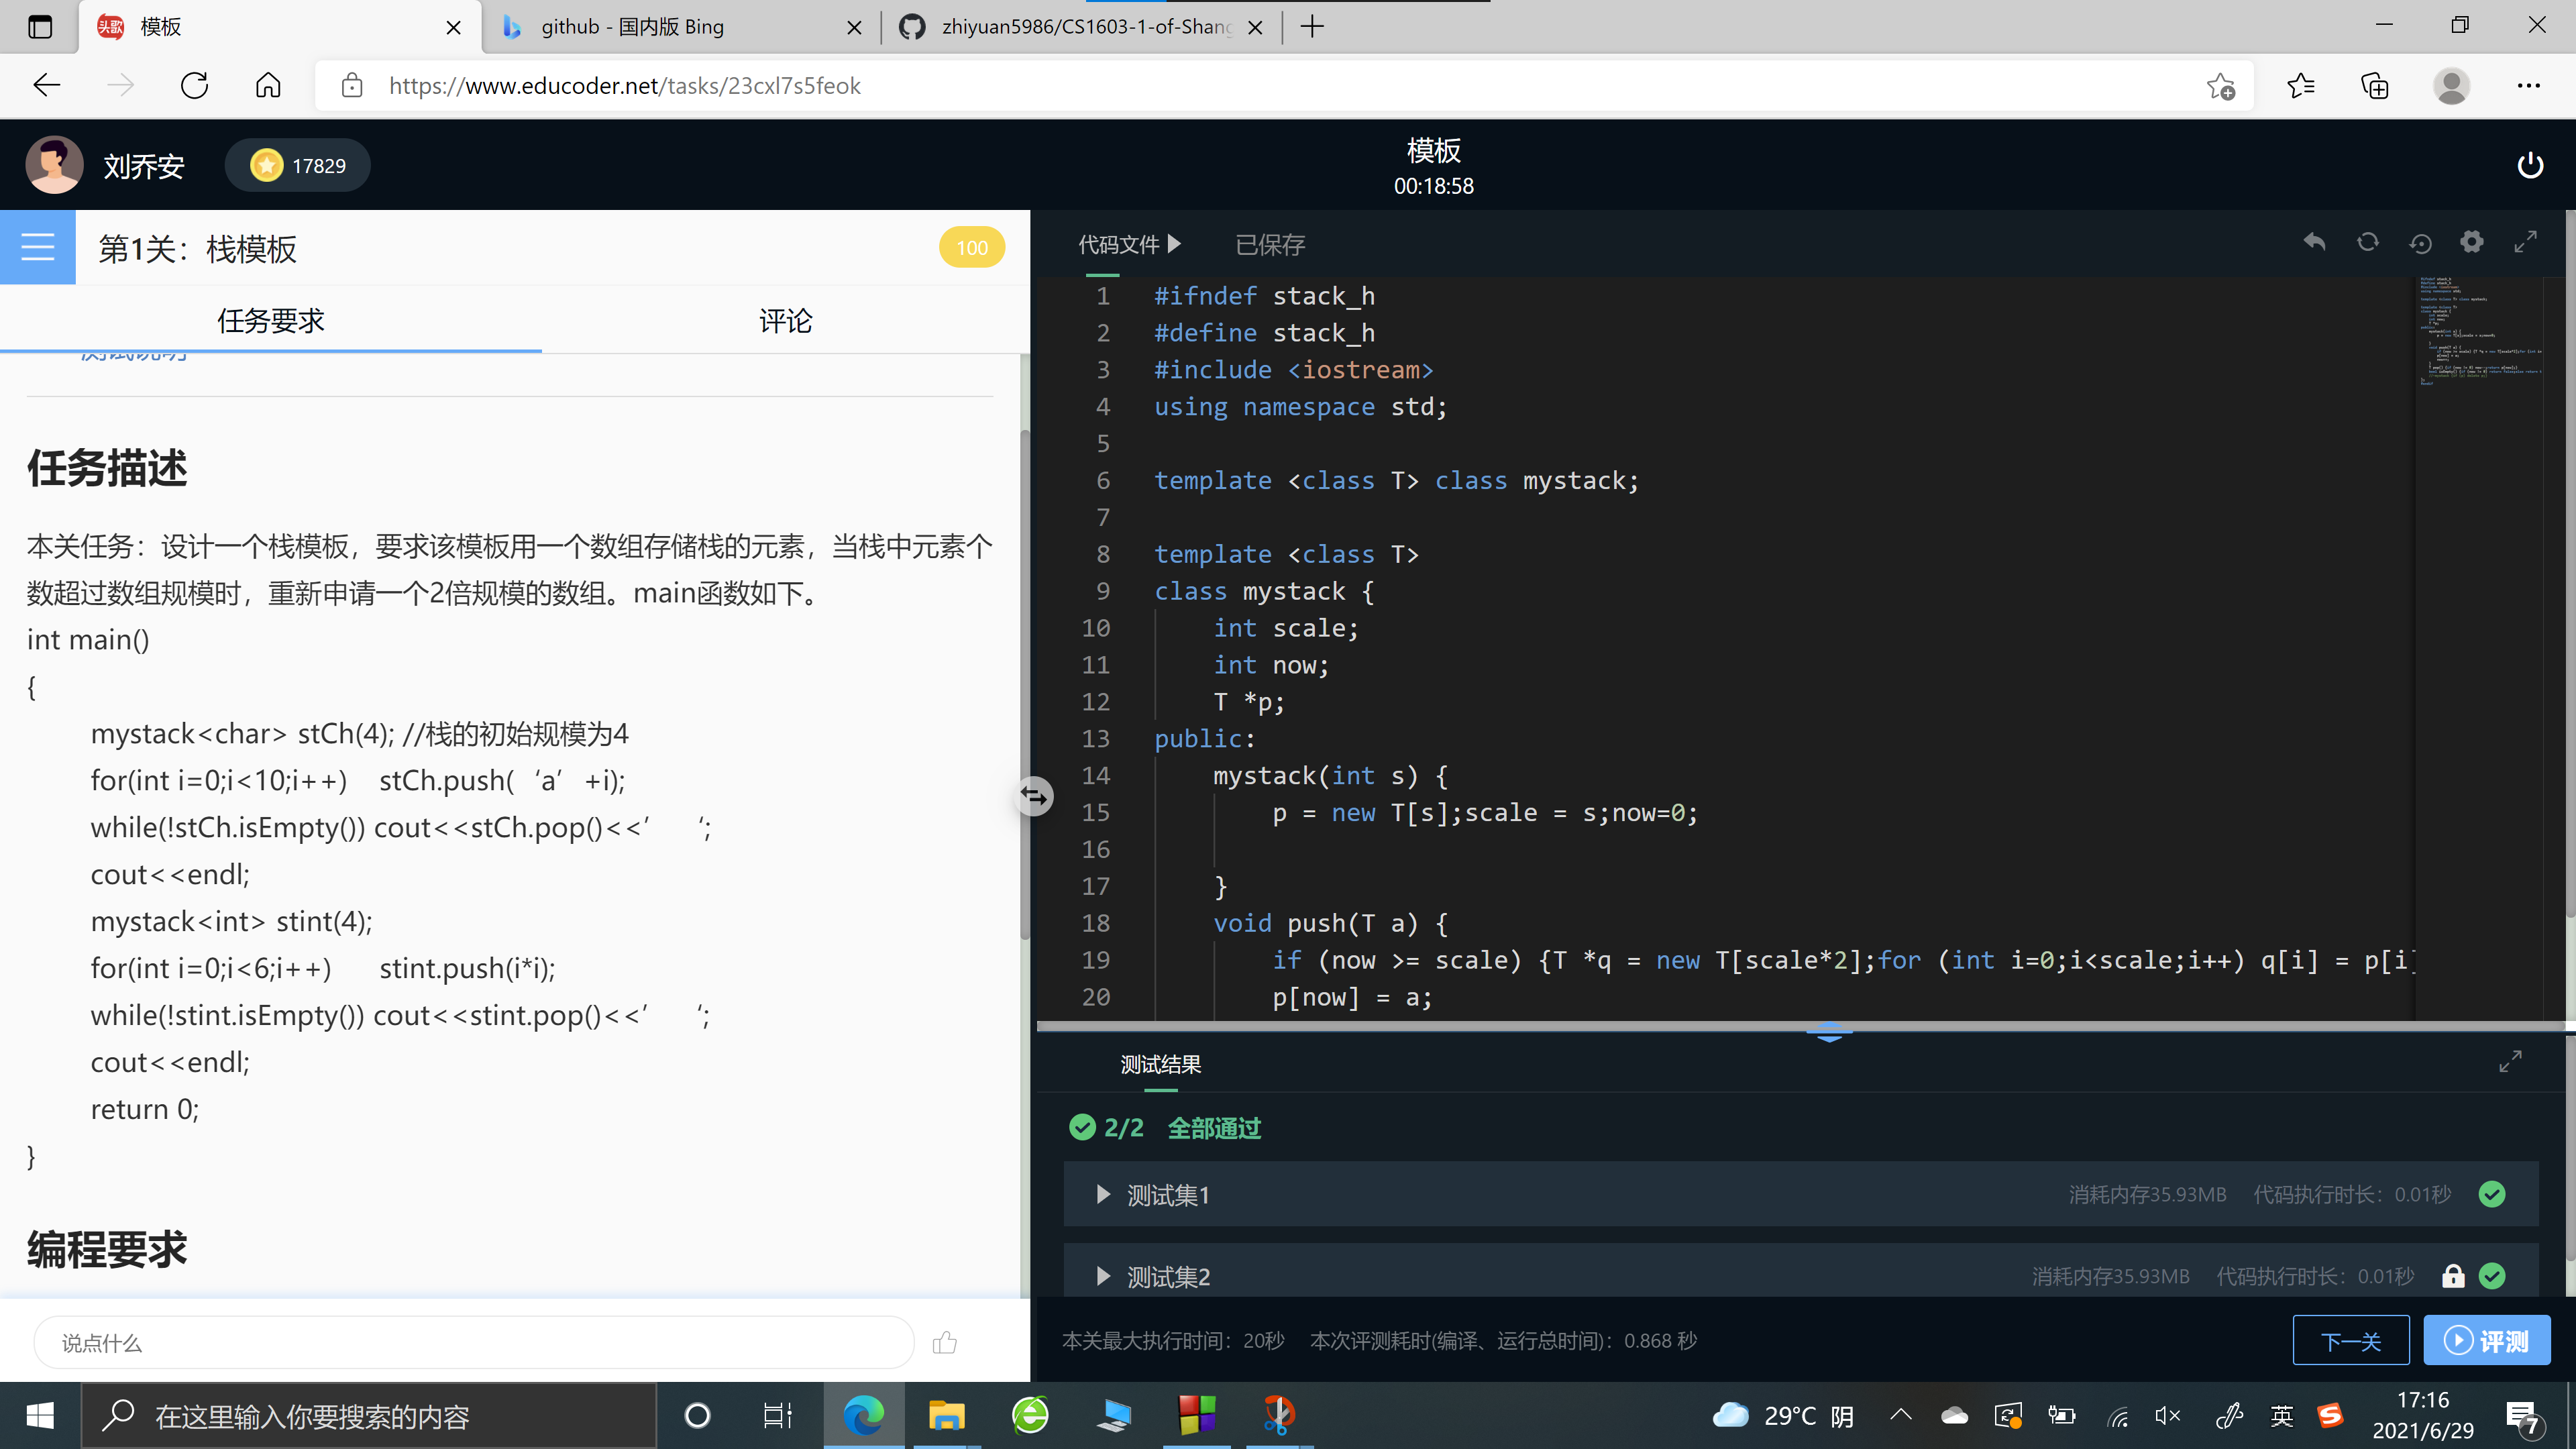 模板
github - 国内版 Bing
zhiyuan5986/CS1603-1-of-Shang
https://www.educoder.net/tasks/23cxl7s5feok
刘乔安
17829
模板
00:18:58
第1关：栈模板
100
任务要求
评论
测试说明
任务描述
本关任务：设计一个栈模板，要求该模板用一个数组存储栈的元素，当栈中元素个
数超过数组规模时，重新申请一个2倍规模的数组。main函数如下。
int main()
{
mystack<char> stCh(4); //栈的初始规模为4
for(int i=0;i<10;i++) stCh.push(‘a’+i);
while(!stCh.isEmpty()) cout<<stCh.pop()<<’ ‘;
cout<<endl;
mystack<int> stint(4);
for(int i=0;i<6;i++) stint.push(i*i);
while(!stint.isEmpty()) cout<<stint.pop()<<’ ‘;
cout<<endl;
return 0;
}
编程要求
说点什么
代码文件
已保存
1 #ifndef stack_h
2 #define stack_h
3 #include <iostream>
4 using namespace std;
5
6 template <class T> class mystack;
7
8 template <class T>
9 class mystack {
10 int scale;
11 int now;
12 T *p;
13 public:
14 mystack(int s) {
15 p = new T[s];scale = s;now=0;
16
17 }
18 void push(T a) {
19 if (now >= scale) {T *q = new T[scale*2];for (int i=0;i<scale;i++) q[i] = p[i]
20 p[now] = a;
测试结果
2/2 全部通过
测试集1
消耗内存35.93MB 代码执行时长：0.01秒
测试集2
消耗内存35.93MB 代码执行时长：0.01秒
本关最大执行时间：20秒 本次评测耗时(编译、运行总时间)：0.868 秒
下一关
评测
在这里输入你要搜索的内容
29°C 阴
英
17:16
2021/6/29
7